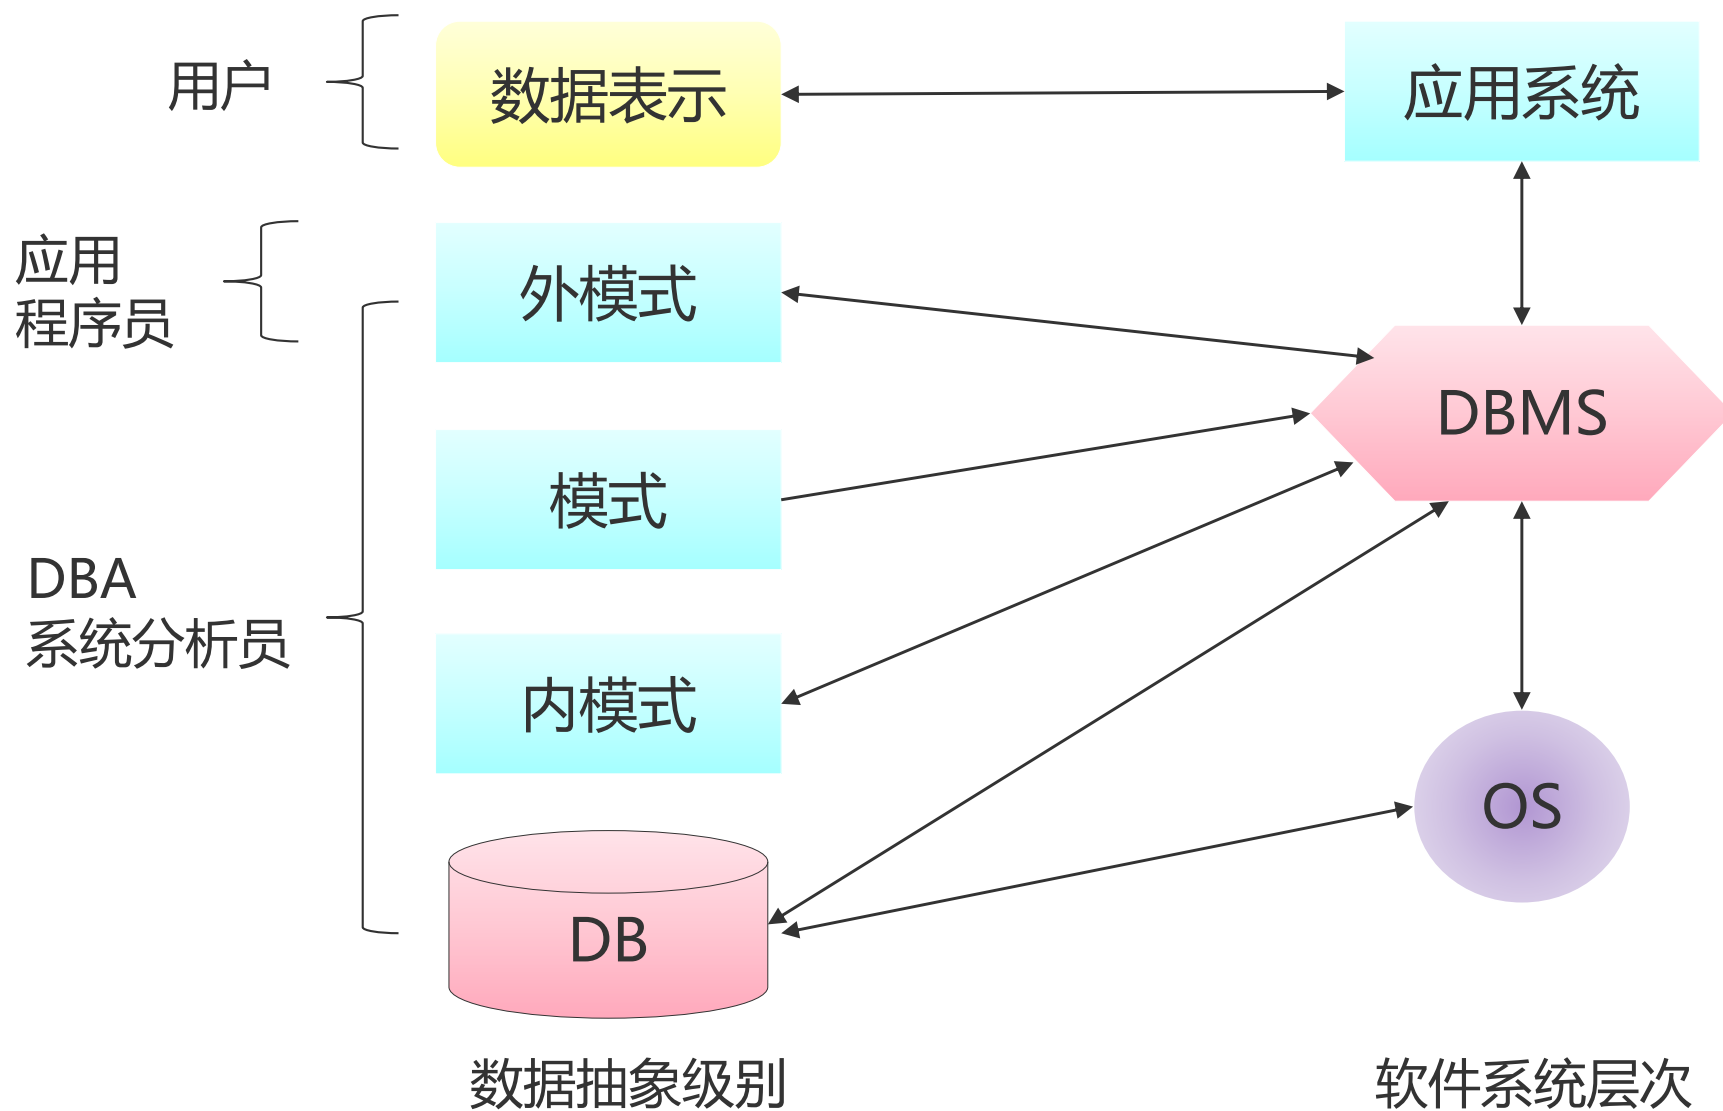 用户
数据表示
应用系统
应用
程序员
外模式
DBMS
模式
DBA
系统分析员
内模式
OS
DB
数据抽象级别
软件系统层次